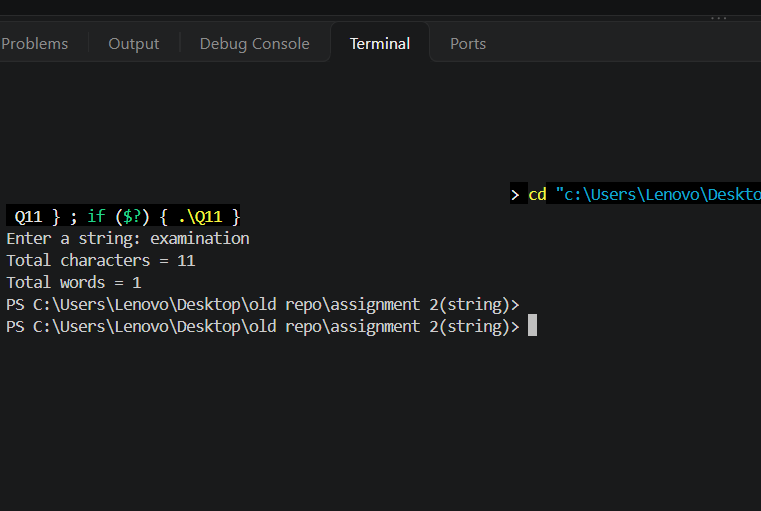 Problems Output Debug Console Terminal Ports
> cd "c:\Users\Lenovo\Deskto
Q11 } ; if ($?) { .\Q11 }
Enter a string: examination
Total characters = 11
Total words = 1
PS C:\Users\Lenovo\Desktop\old repo\assignment 2(string)>
PS C:\Users\Lenovo\Desktop\old repo\assignment 2(string)>